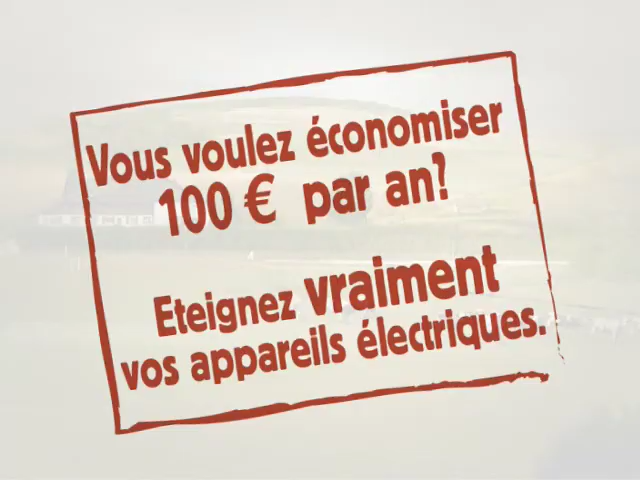 Vous voulez économiser
100 € par an?
Eteignez vraiment
vos appareils électriques.